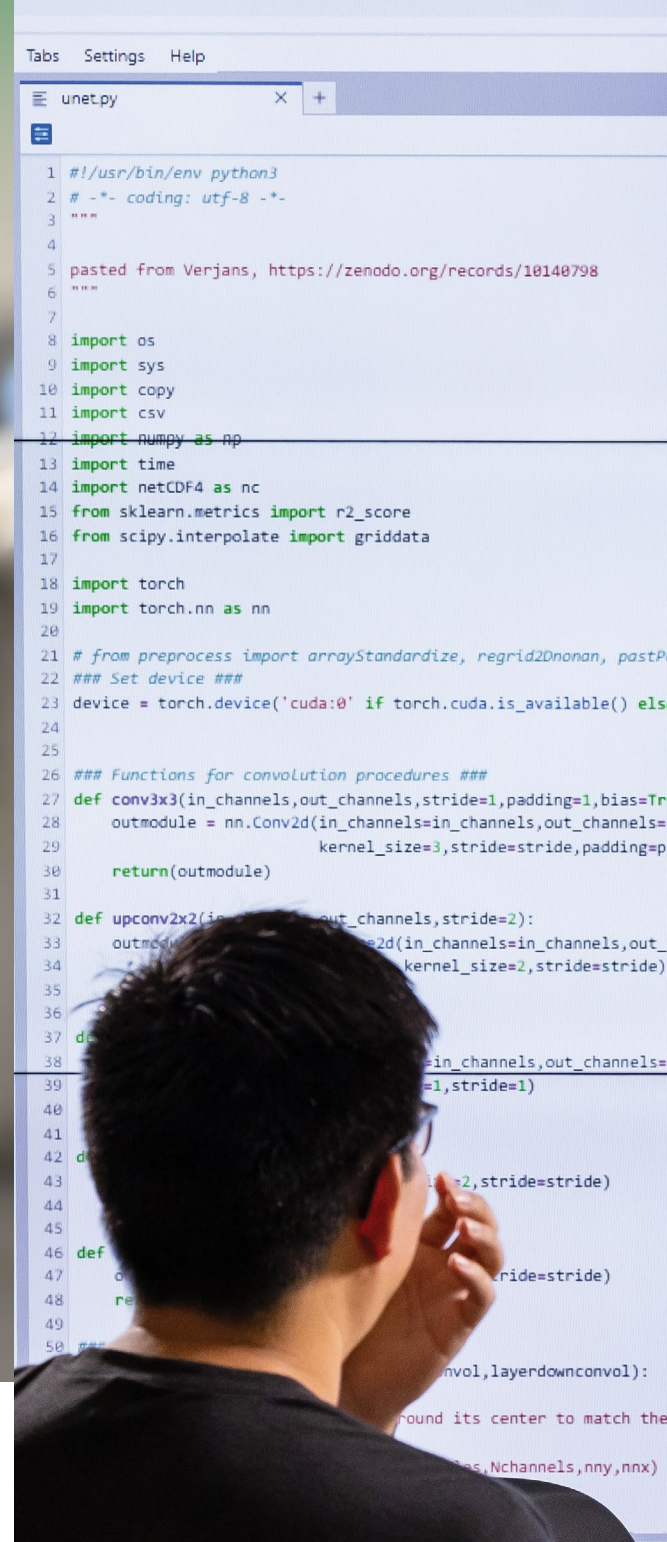 Tabs Settings Help
unet.py × +
1 #!/usr/bin/env python3
2 # -*- coding: utf-8 -*-
3 """
4
5 pasted from Verjans, https://zenodo.org/records/10140798
6 """
7
8 import os
9 import sys
10 import copy
11 import csv
12 import numpy as np
13 import time
14 import netCDF4 as nc
15 from sklearn.metrics import r2_score
16 from scipy.interpolate import griddata
17
18 import torch
19 import torch.nn as nn
20
21 # from preprocess import arrayStandardize, regrid2Dnonan,
22 ### Set device ###
23 device = torch.device('cuda:0' if torch.cuda.is_available()
24
25
26 ### Functions for convolution procedures ###
27 def conv3x3(in_channels,out_channels,stride=1,padding=1,bias=
28 outmodule = nn.Conv2d(in_channels=in_channels,out_channels=
29 kernel_size=3,stride=stride,
30 return(outmodule)
31
32 def upconv2x2( out_channels,stride=2):
33 (in_channels=in_channels,
34 kernel_size=2,stride=stride)
35
36
37
38 =in_channels,out_channels=
39 =1,stride=1)
40
41
42
43 =2,stride=stride)
44
45
46 def
47 stride=stride)
48
49
50 ###
,layerdownconvol):
its center to match the
,Nchannels,nny,nnx)